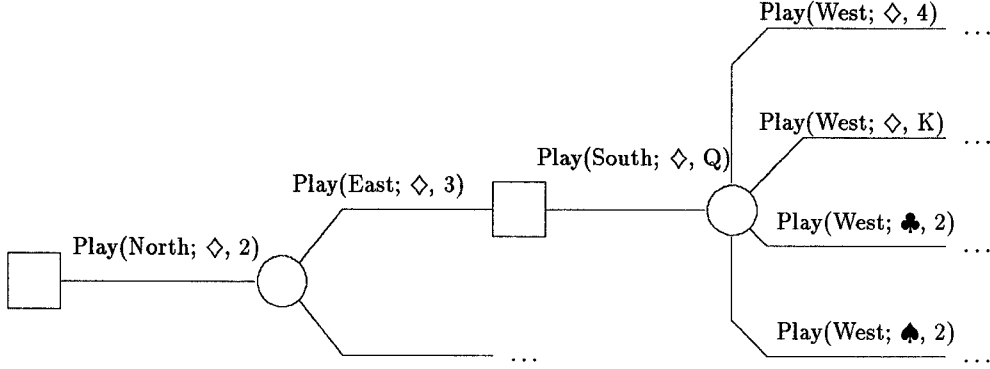 Play(West; ◇, 4)
...
Play(West; ◇, K)
...
Play(South; ◇, Q)
Play(East; ◇, 3)
Play(West; ♣, 2)
...
Play(North; ◇, 2)
Play(West; ♠, 2)
...
...